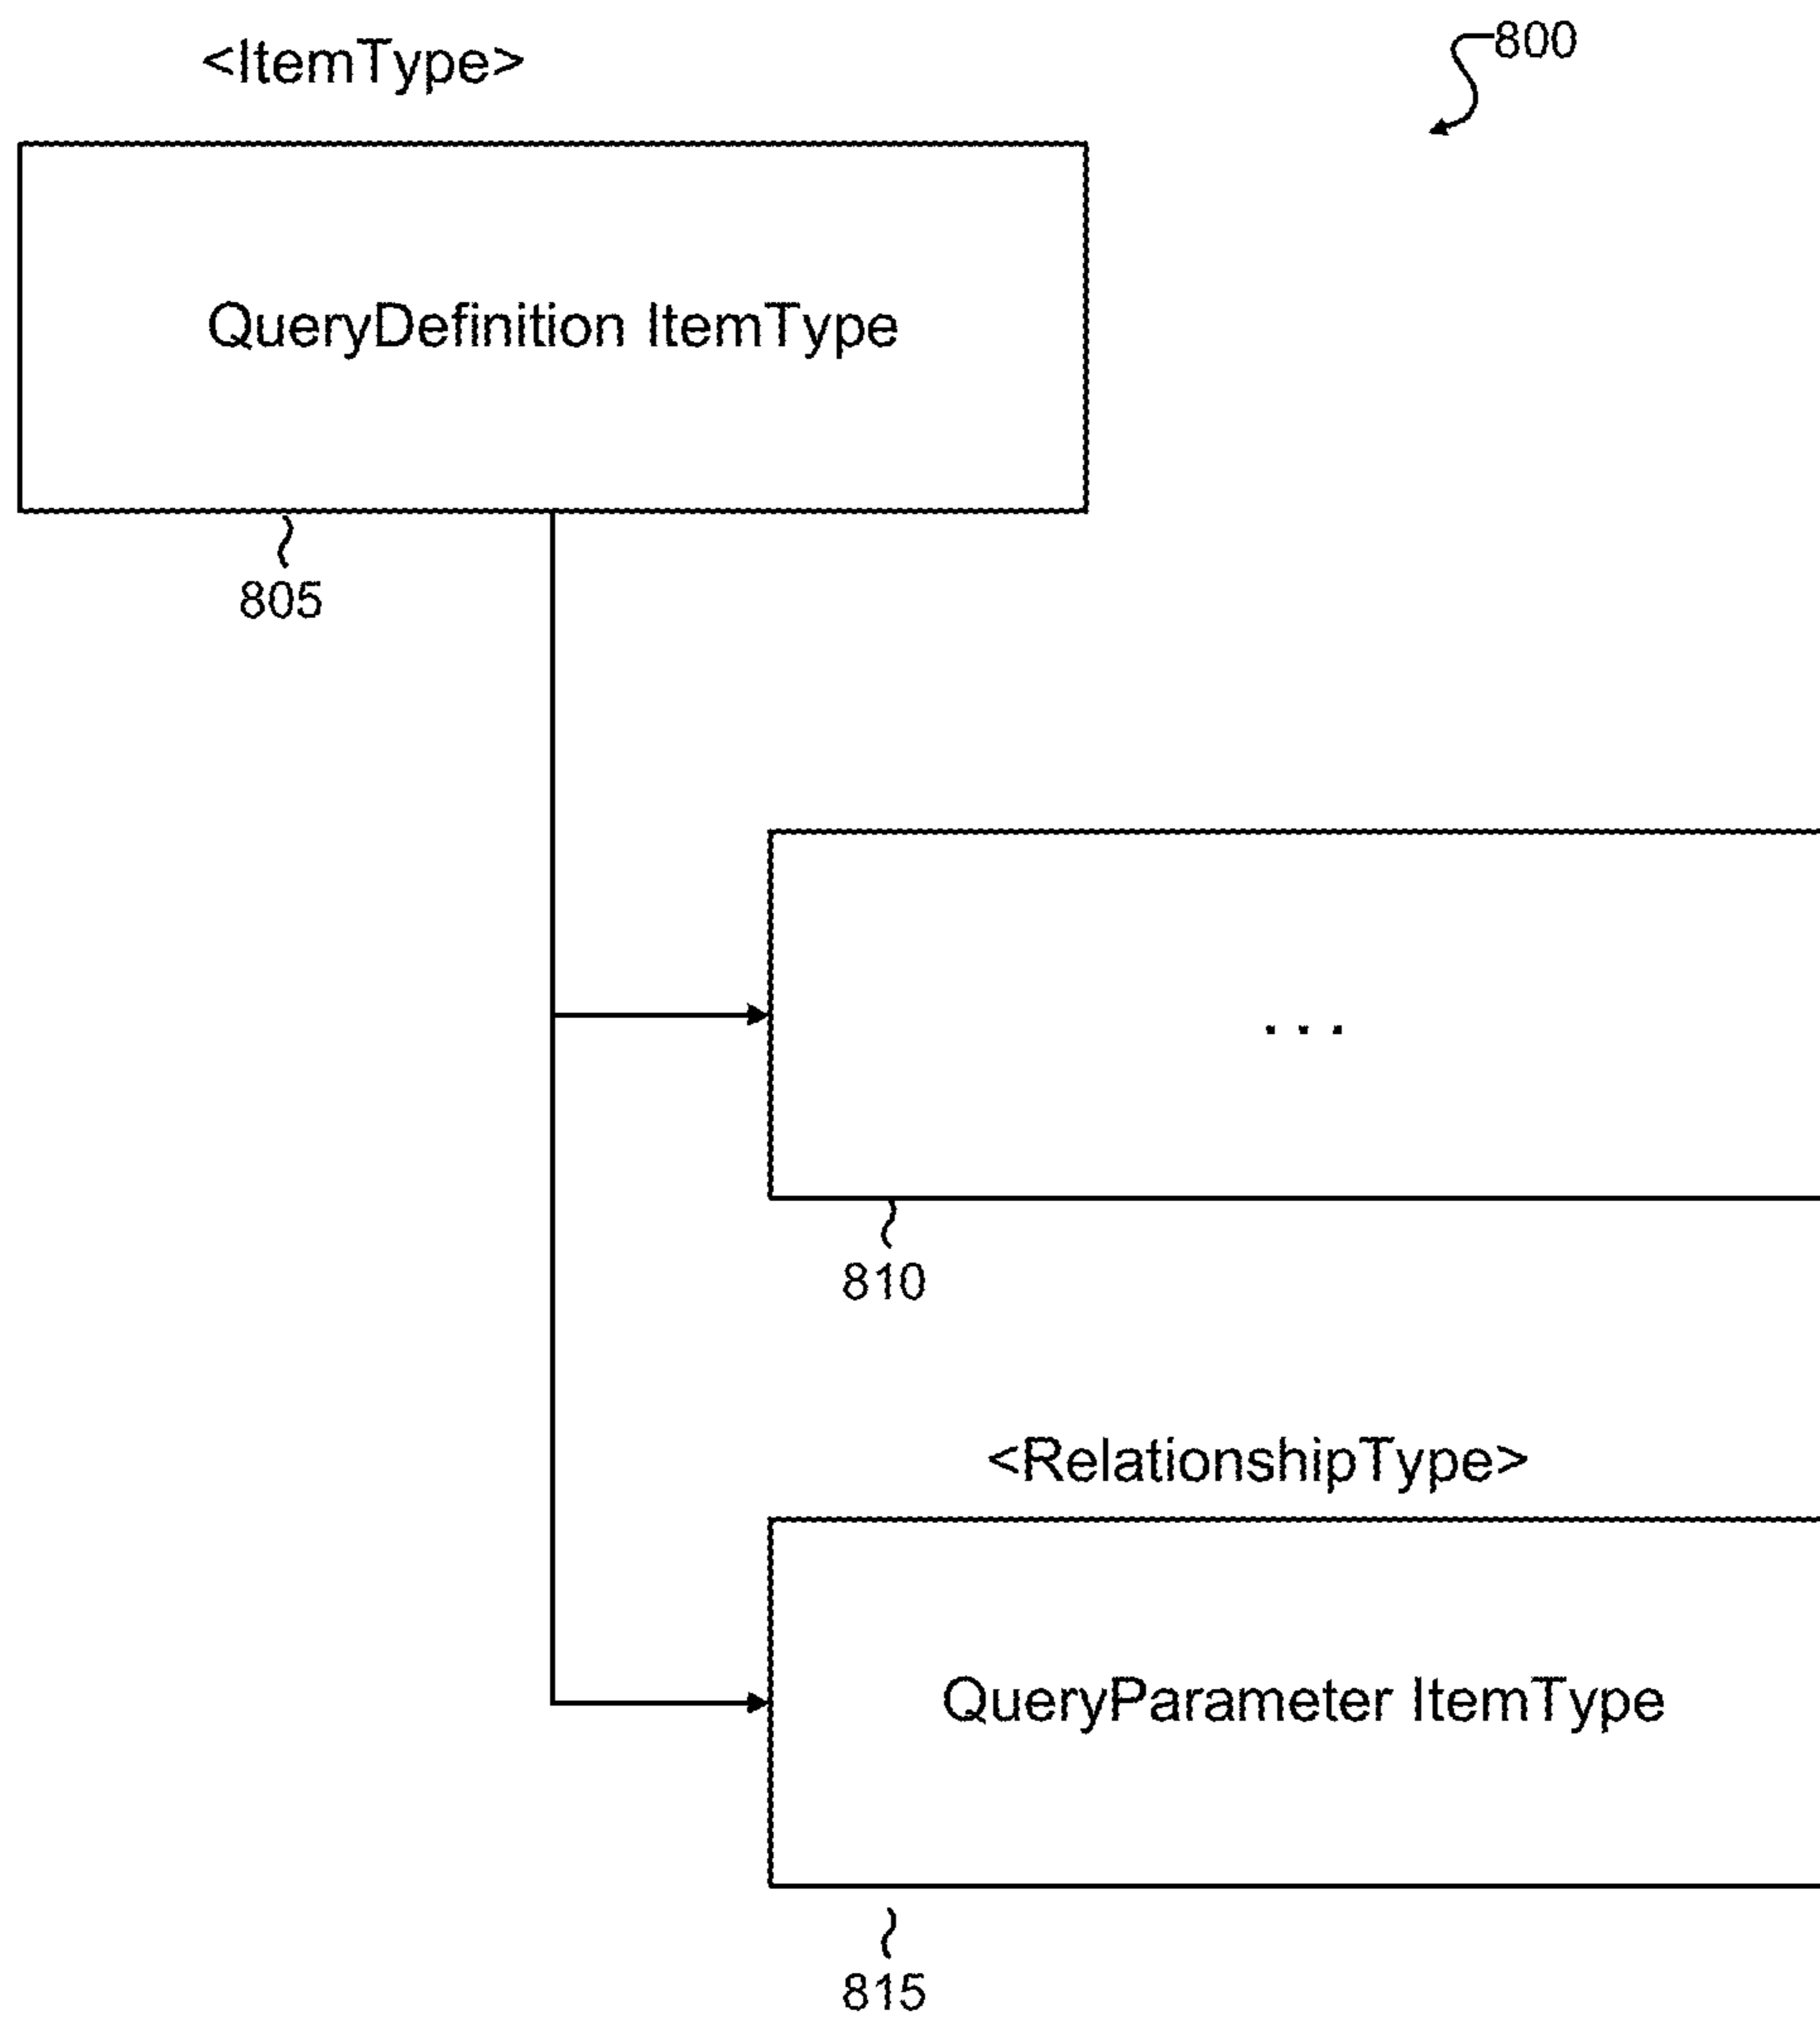 <ItemType>
800
QueryDefinition ItemType
805
...
810
<RelationshipType>
QueryParameter ItemType
815